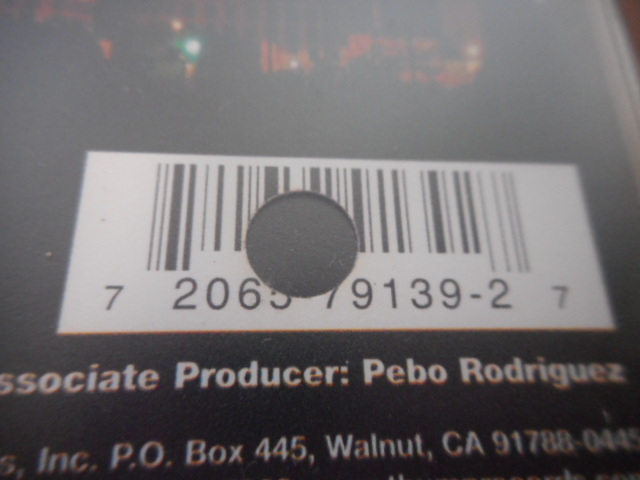 7 2065 79139-2 7
ssociate Producer: Pebo Rodriguez
s, Inc. P.O. Box 445, Walnut, CA 91788-0445